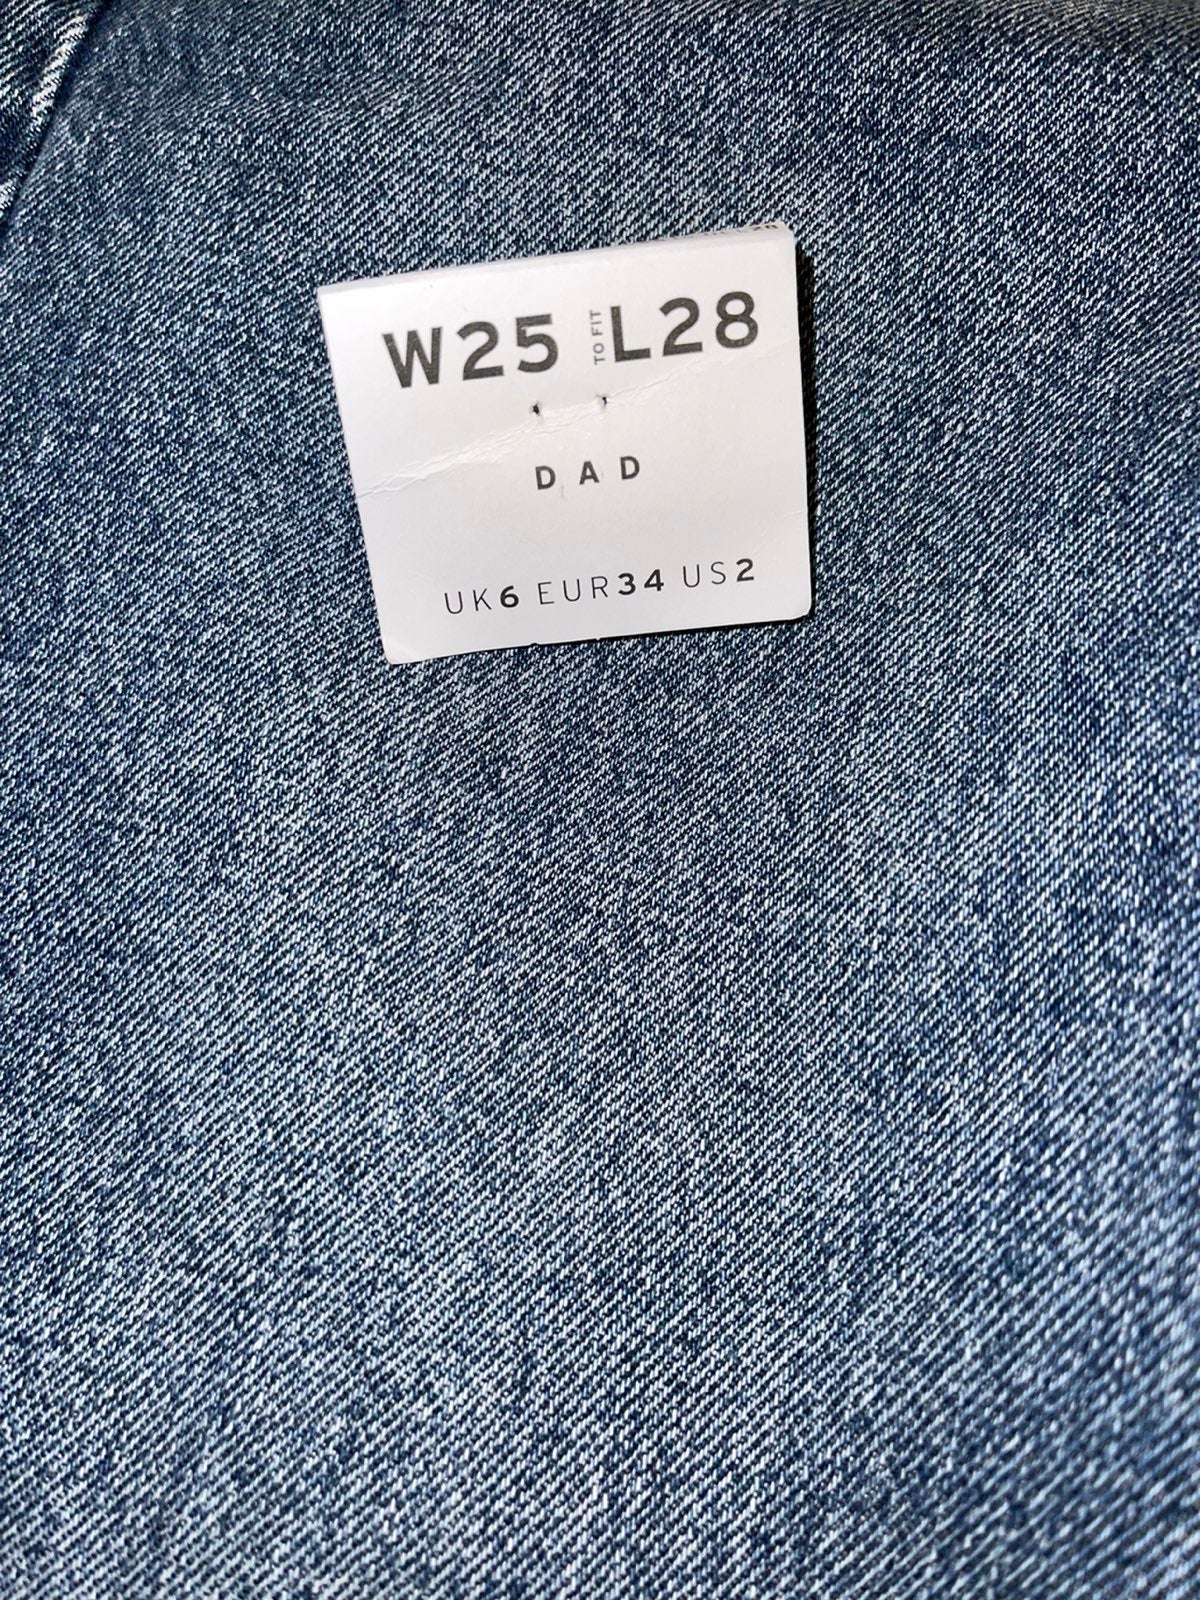 W25 TO FIT L28
DAD
UK6 EUR34 US2